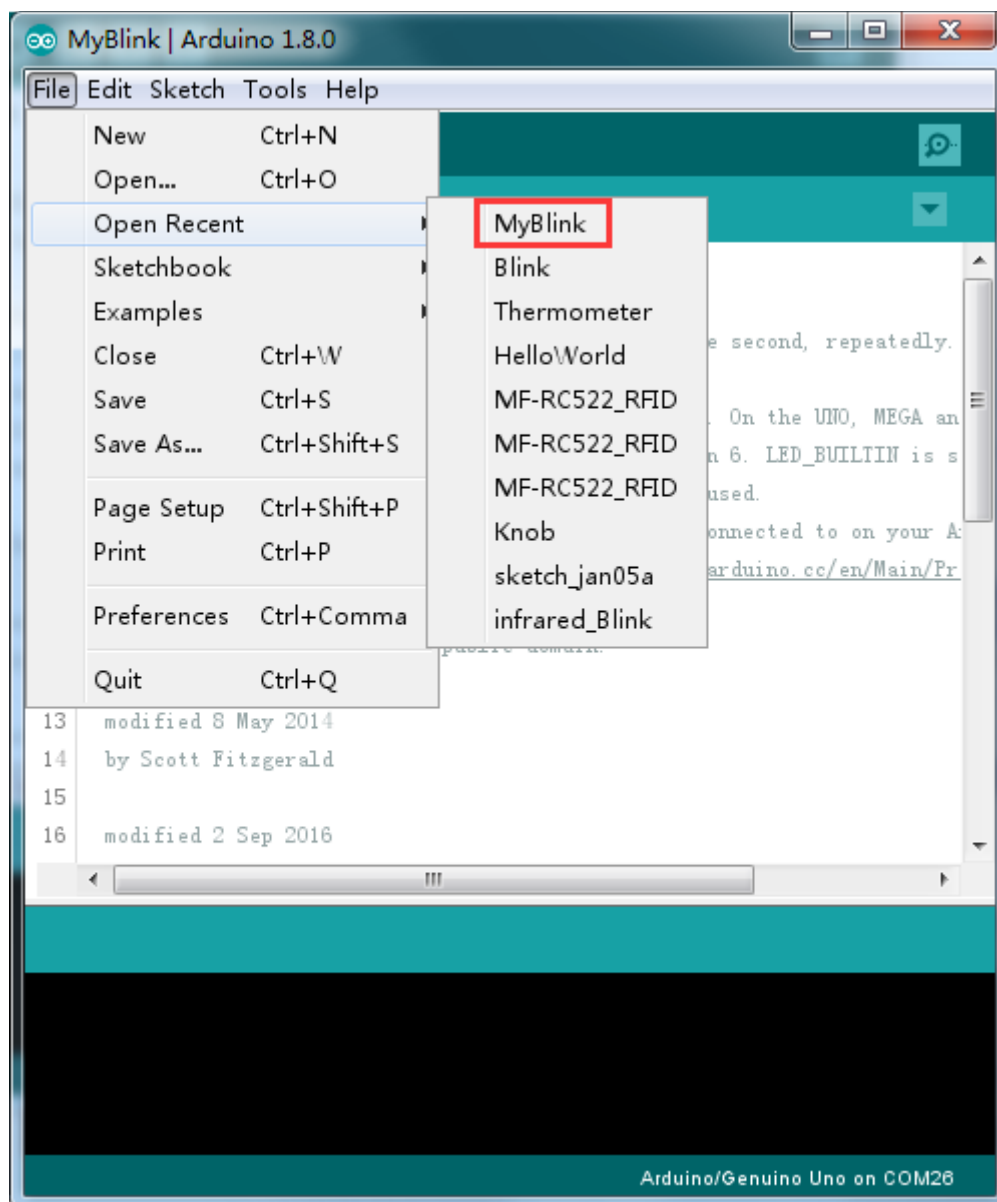 MyBlink | Arduino 1.8.0
File Edit Sketch Tools Help
New Ctrl+N
Open... Ctrl+O
Open Recent
Sketchbook
Examples
Close Ctrl+W
Save Ctrl+S
Save As... Ctrl+Shift+S
Page Setup Ctrl+Shift+P
Print Ctrl+P
Preferences Ctrl+Comma
Quit Ctrl+Q
MyBlink
Blink
Thermometer
HelloWorld
MF-RC522_RFID
MF-RC522_RFID
MF-RC522_RFID
Knob
sketch_jan05a
infrared_Blink
e second, repeatedly.
. On the UNO, MEGA an
n 6. LED_BUILTIN is s
used.
onnected to on your A
arduino.cc/en/Main/Pr
public domain.
13 modified 8 May 2014
14 by Scott Fitzgerald
15
16 modified 2 Sep 2016
Arduino/Genuino Uno on COM26